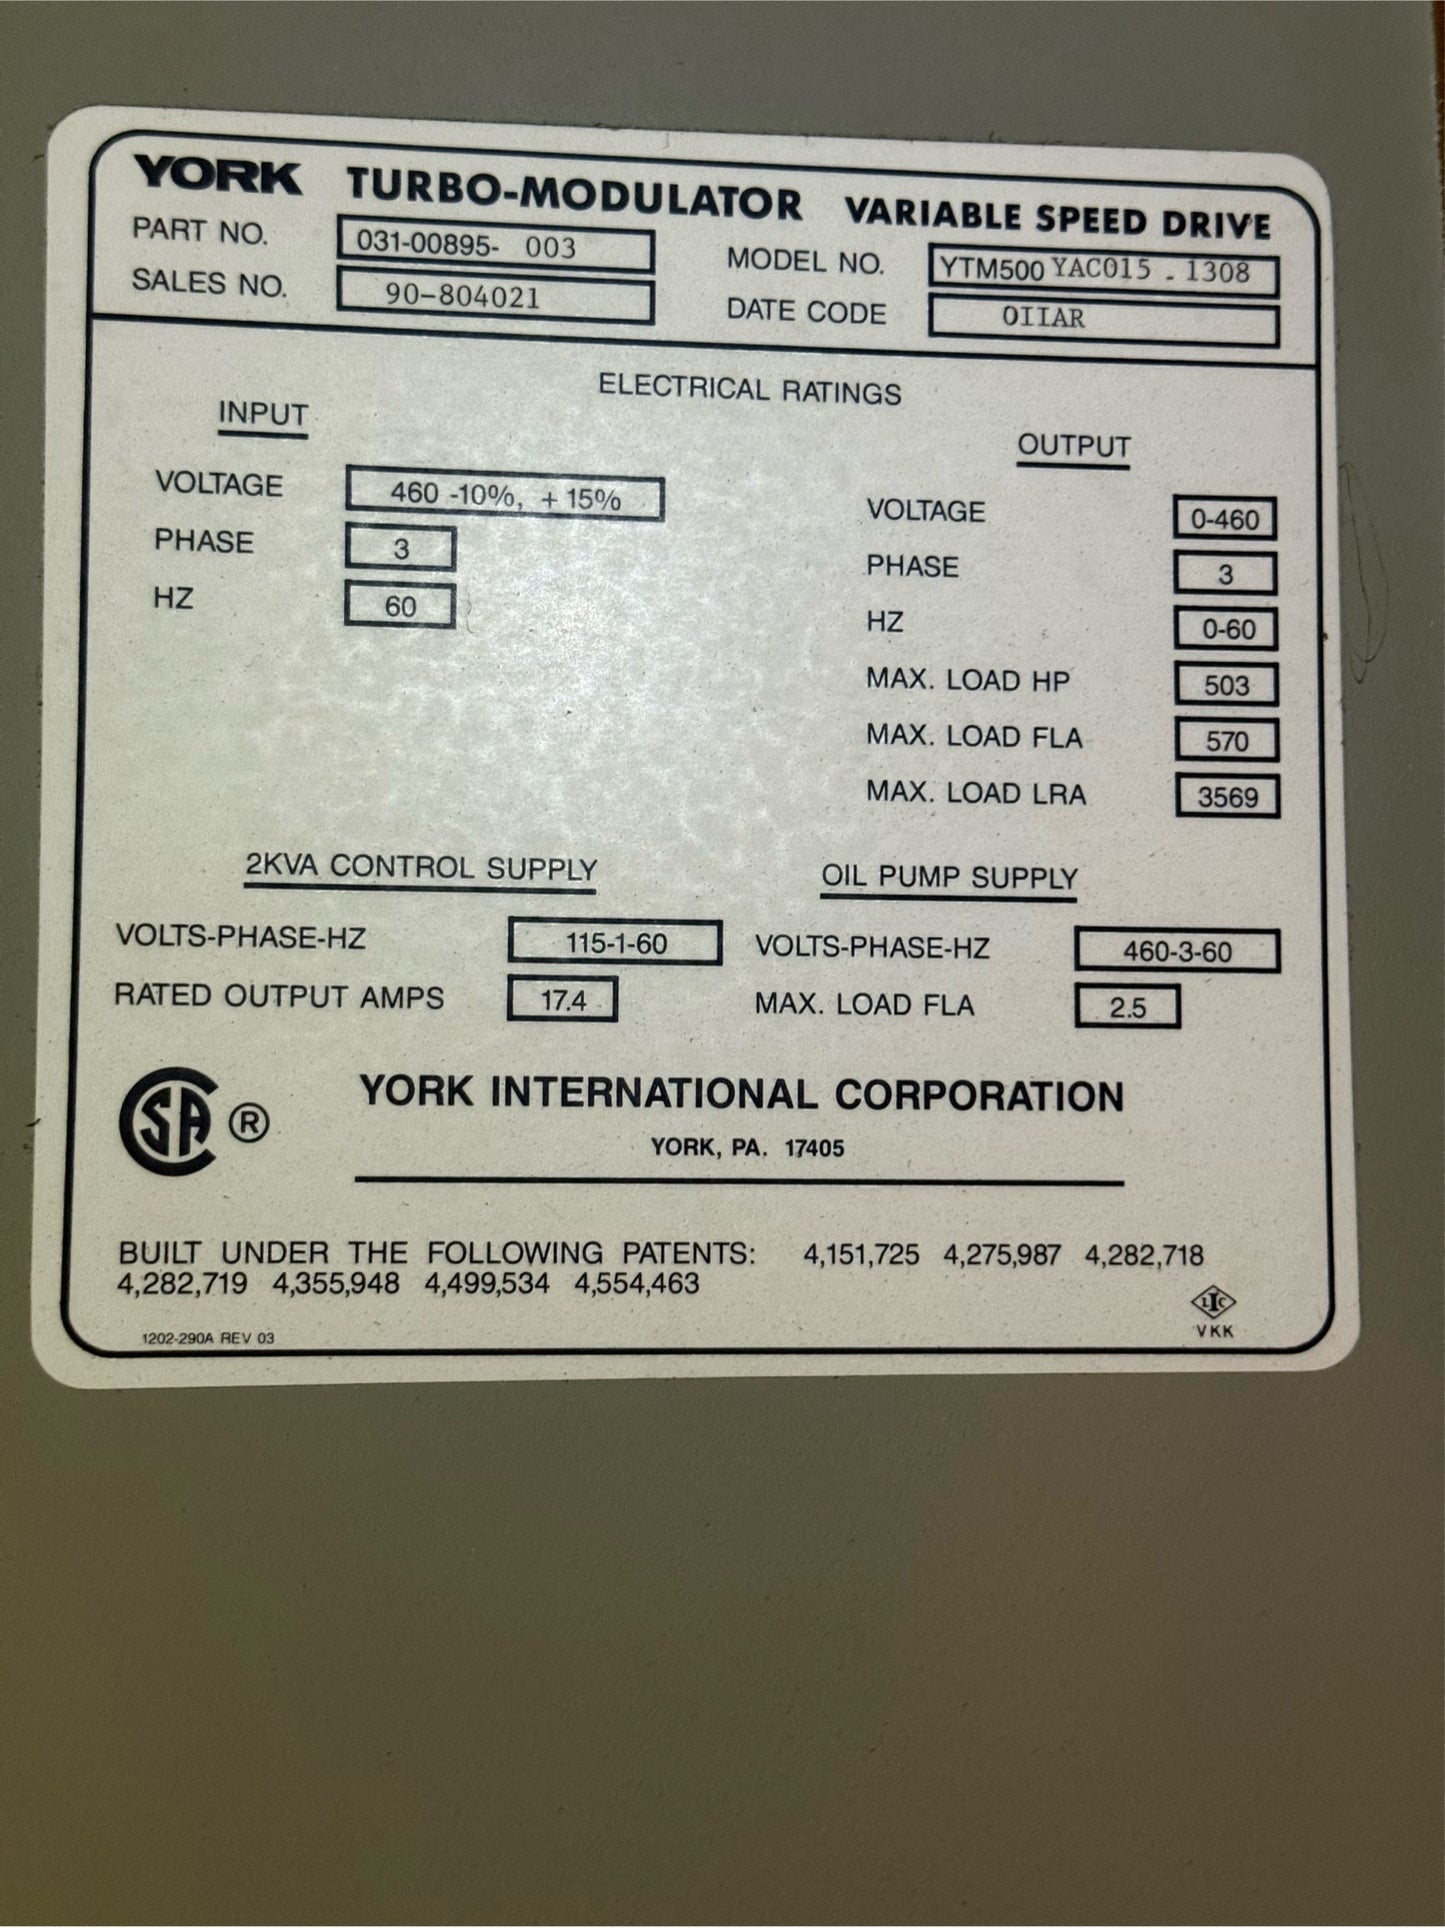 YORK TURBO-MODULATOR VARIABLE SPEED DRIVE
PART NO. 031-00895- 003 MODEL NO. YTM500 YAC015 - 1308
SALES NO. 90-804021 DATE CODE OIIAR
ELECTRICAL RATINGS
INPUT
OUTPUT
VOLTAGE 460 -10%, +15%
PHASE 3
HZ 60
VOLTAGE 0-460
PHASE 3
HZ 0-60
MAX. LOAD HP 503
MAX. LOAD FLA 570
MAX. LOAD LRA 3569
2KVA CONTROL SUPPLY
VOLTS-PHASE-HZ 115-1-60
RATED OUTPUT AMPS 17.4
OIL PUMP SUPPLY
VOLTS-PHASE-HZ 460-3-60
MAX. LOAD FLA 2.5
SA ®
YORK INTERNATIONAL CORPORATION
YORK, PA. 17405
BUILT UNDER THE FOLLOWING PATENTS: 4,151,725 4,275,987 4,282,718
4,282,719 4,355,948 4,499,534 4,554,463
LIC
VKK
1202-290A REV 03